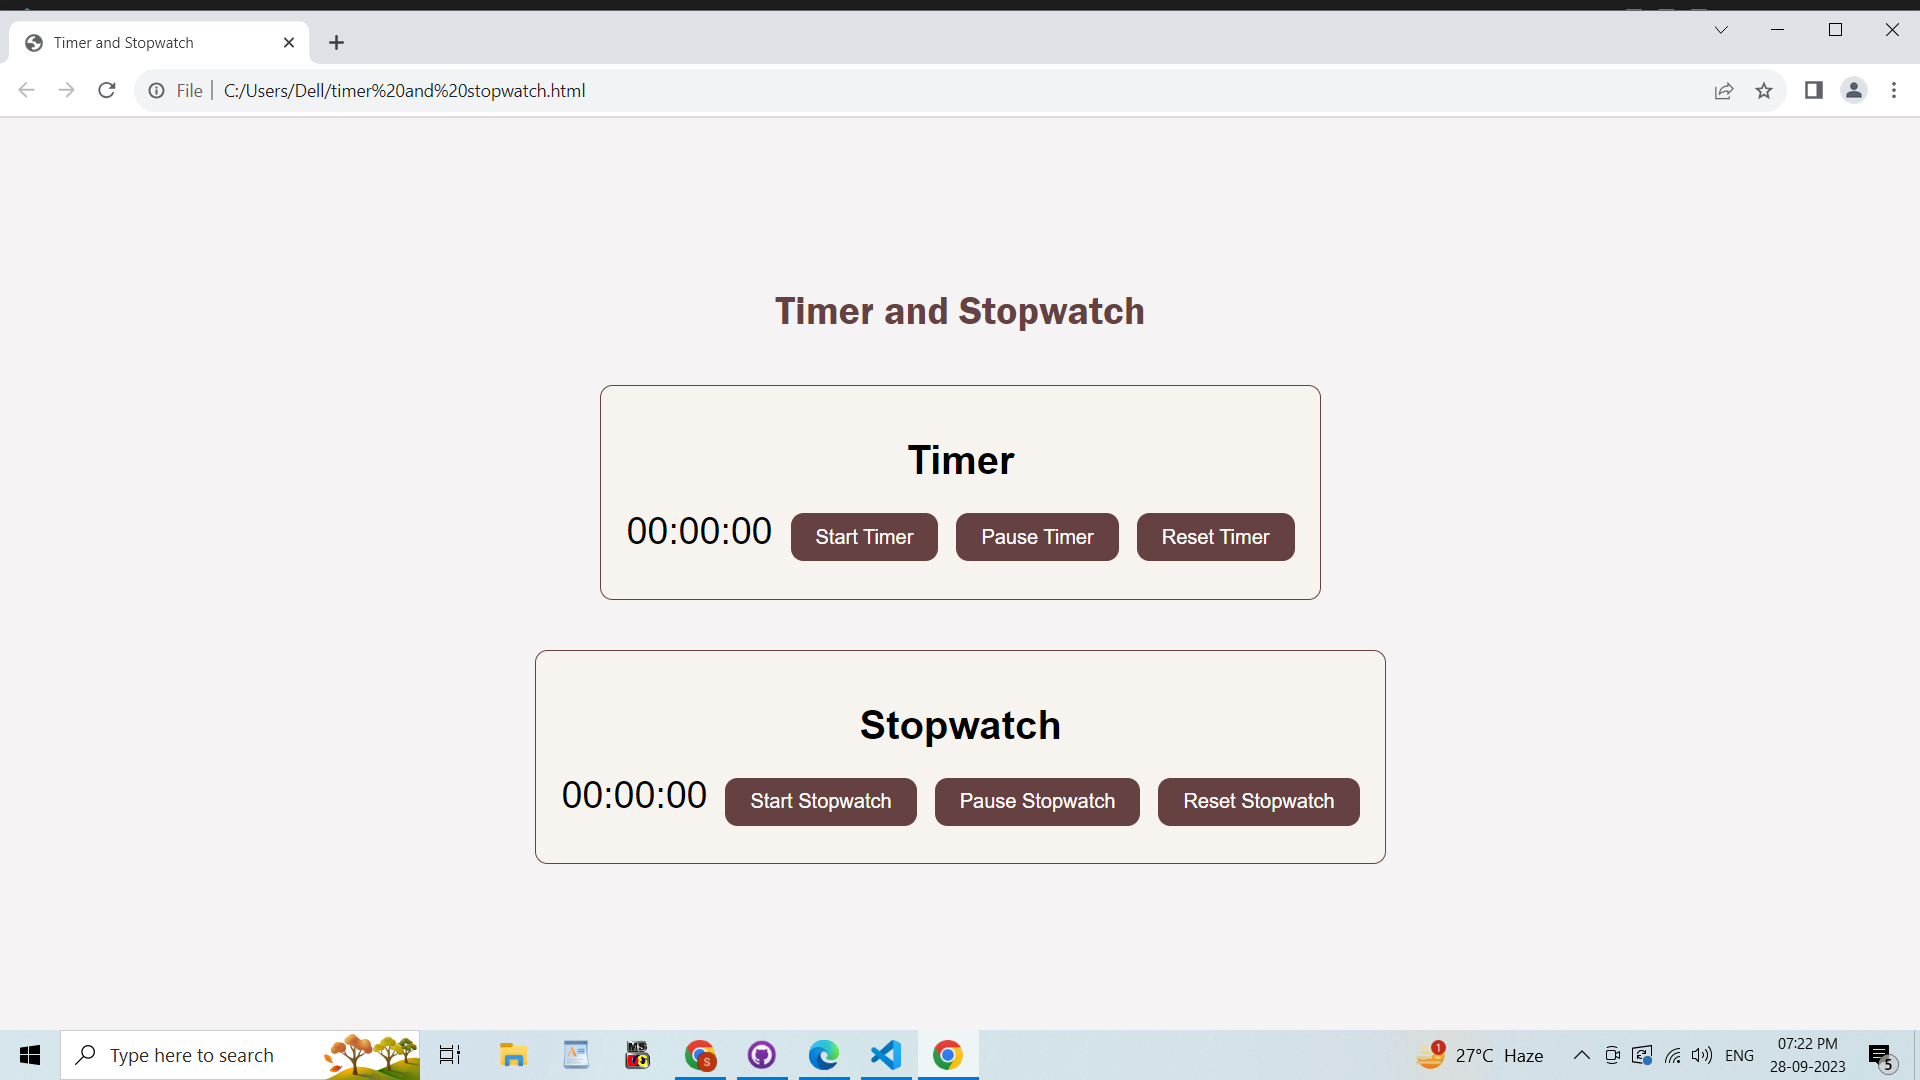 Timer and Stopwatch
File C:/Users/Dell/timer%20and%20stopwatch.html
Timer and Stopwatch
Timer
00:00:00 Start Timer Pause Timer Reset Timer
Stopwatch
00:00:00 Start Stopwatch Pause Stopwatch Reset Stopwatch
Type here to search
MS
S
1
27°C Haze
ENG
07:22 PM
28-09-2023
5